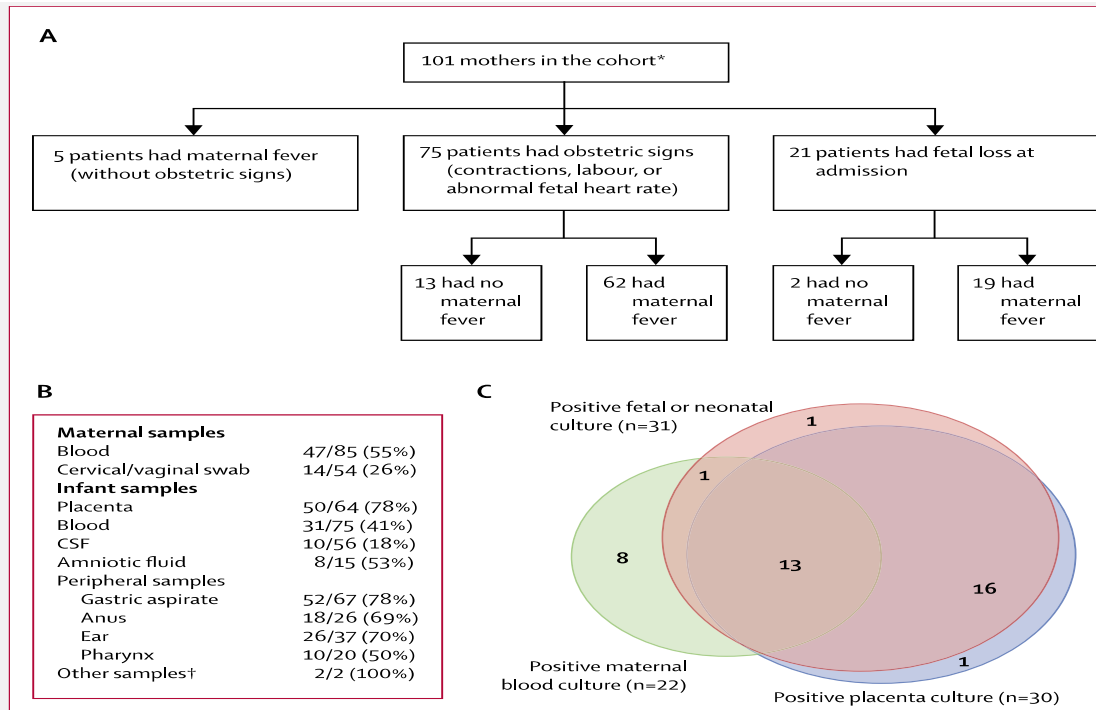 A
101 mothers in the cohort*
5 patients had maternal fever
(without obstetric signs)
75 patients had obstetric signs
(contractions, labour, or
abnormal fetal heart rate)
21 patients had fetal loss at
admission
13 had no
maternal
fever
62 had
maternal
fever
2 had no
maternal
fever
19 had
maternal
fever
B
Maternal samples
Blood 47/85 (55%)
Cervical/vaginal swab 14/54 (26%)
Infant samples
Placenta 50/64 (78%)
Blood 31/75 (41%)
CSF 10/56 (18%)
Amniotic fluid 8/15 (53%)
Peripheral samples
Gastric aspirate 52/67 (78%)
Anus 18/26 (69%)
Ear 26/37 (70%)
Pharynx 10/20 (50%)
Other samples† 2/2 (100%)
C
Positive fetal or neonatal
culture (n=31)
1
1
8
13
16
1
Positive maternal
blood culture (n=22)
Positive placenta culture (n=30)